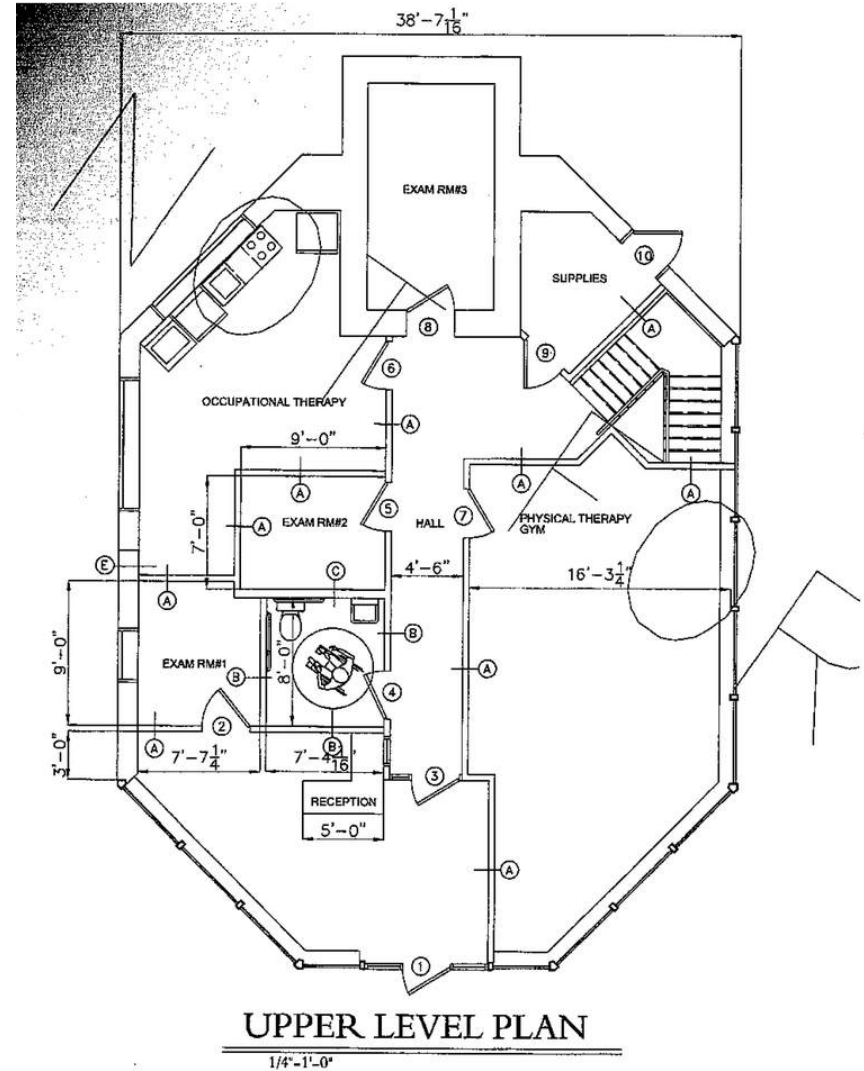 38'-7 1/16"
EXAM RM#3
10
SUPPLIES
A
8
9
6
OCCUPATIONAL THERAPY
A
9'-0"
A
A
A
5
EXAM RM#2
A
HALL
7
PHYSICAL THERAPY
GYM
7'-0"
E
A
C
4'-6"
16'-3 1/4"
B
9'-0"
EXAM RM#1
B
8'-0"
4
A
A
2
B
3'-0"
7'-7 1/4"
7'-4 1/16"
3
RECEPTION
5'-0"
A
1
UPPER LEVEL PLAN
1/4"-1'-0"